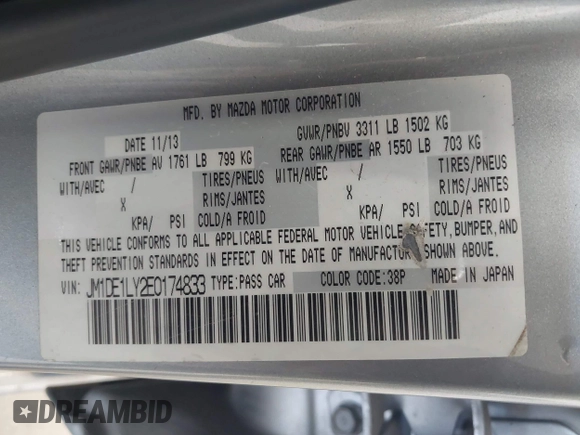 MFD. BY MAZDA MOTOR CORPORATION
DATE 11/13 GVWR/PNBV 3311 LB 1502 KG
FRONT GAWR/PNBE AV 1761 LB 799 KG REAR GAWR/PNBE AR 1550 LB 703 KG
WITH/AVEC / TIRES/PNEUS WITH/AVEC / TIRES/PNEUS
X RIMS/JANTES X RIMS/JANTES
KPA/ PSI COLD/A FROID KPA/ PSI COLD/A FROID
THIS VEHICLE CONFORMS TO ALL APPLICABLE FEDERAL MOTOR VEHICLE SAFETY, BUMPER, AND
THEFT PREVENTION STANDARDS IN EFFECT ON THE DATE OF MANUFACTURE SHOWN ABOVE.
VIN: JM1DE1LY2E0174833 TYPE:PASS CAR COLOR CODE:38P MADE IN JAPAN
DREAMBID